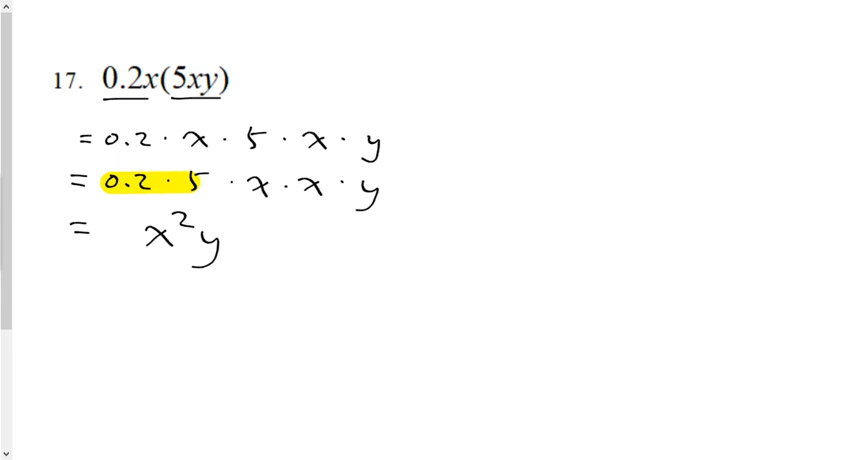 17. 0.2x(5xy)
= 0.2 · x · 5 · x · y
= 0.2 · 5 · x · x · y
= x²y